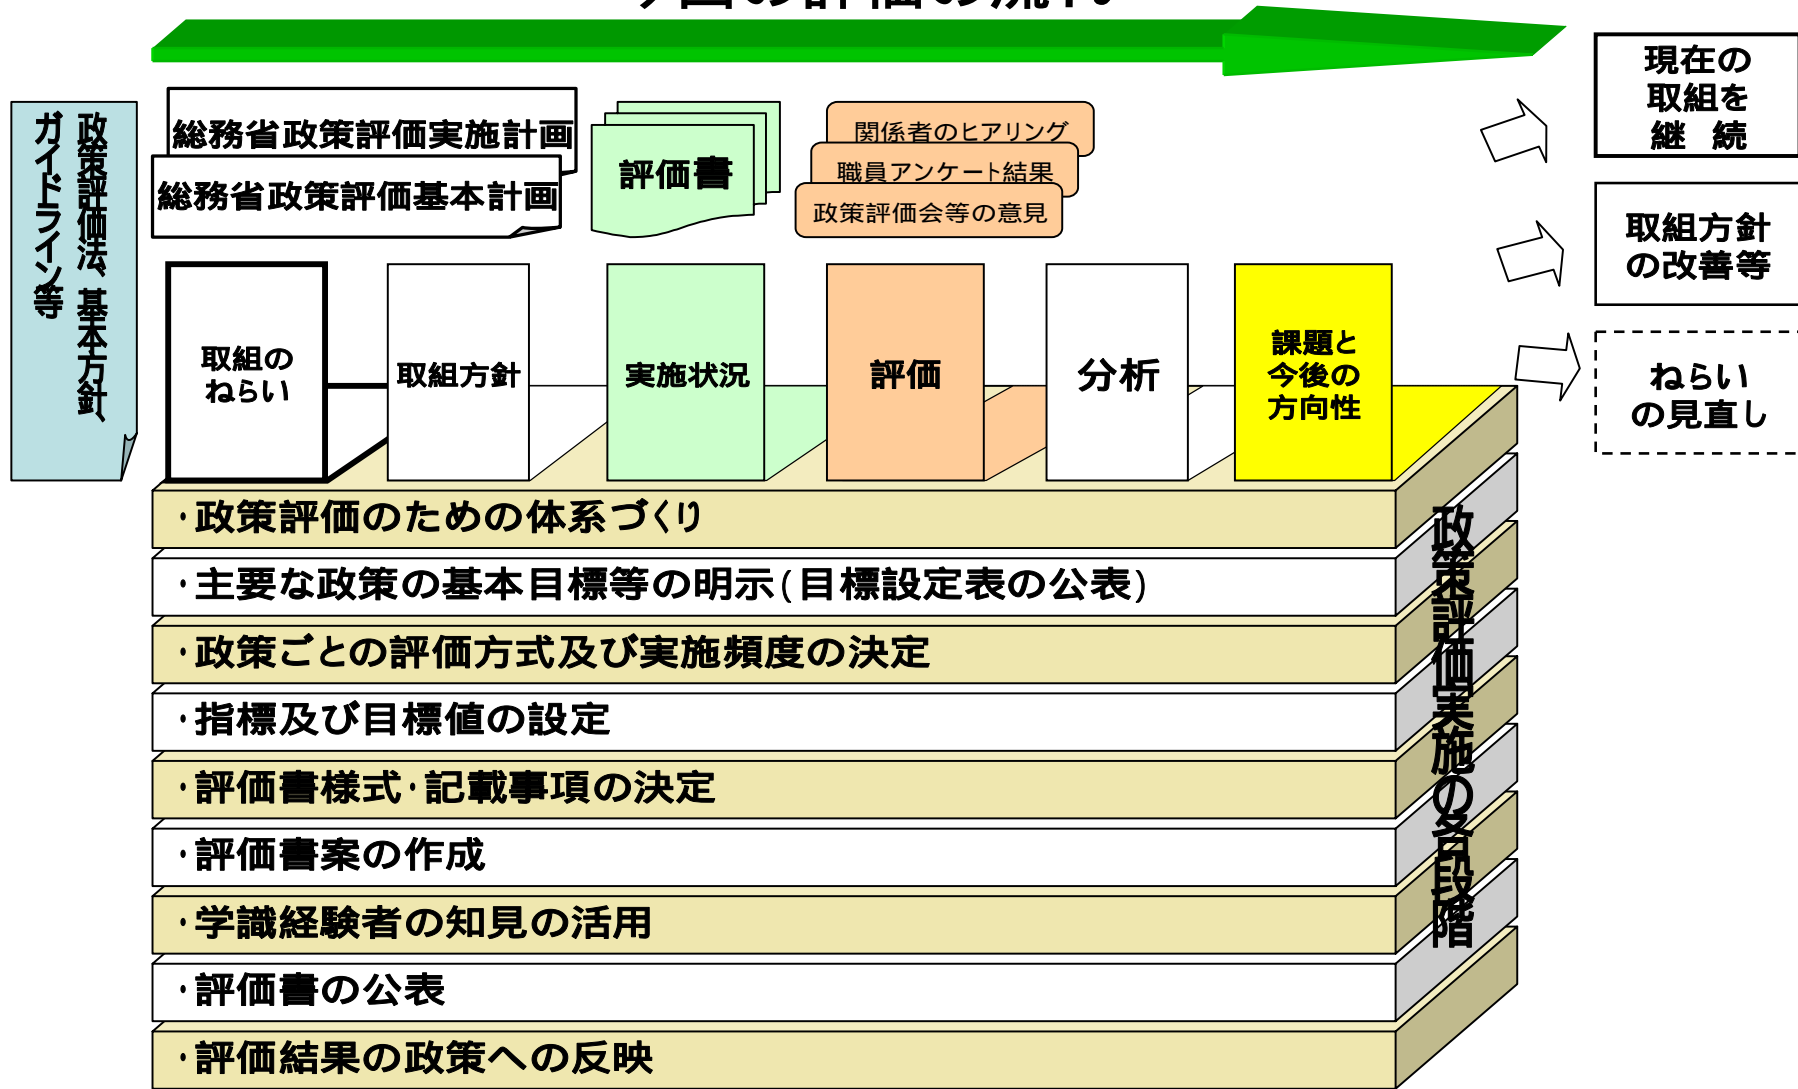 現在の
取組を
継　続
政策評価法、基本方針、
ガイドライン等
総務省政策評価実施計画
総務省政策評価基本計画
評価書
関係者のヒアリング
職員アンケート結果
政策評価会等の意見
取組方針
の改善等
ねらい
の見直し
取組の
ねらい
取組方針
実施状況
評価
分析
課題と
今後の
方向性
・政策評価のための体系づくり
・主要な政策の基本目標等の明示(目標設定表の公表)
・政策ごとの評価方式及び実施頻度の決定
・指標及び目標値の設定
・評価書様式・記載事項の決定
・評価書案の作成
・学識経験者の知見の活用
・評価書の公表
・評価結果の政策への反映
政策評価実施の各段階